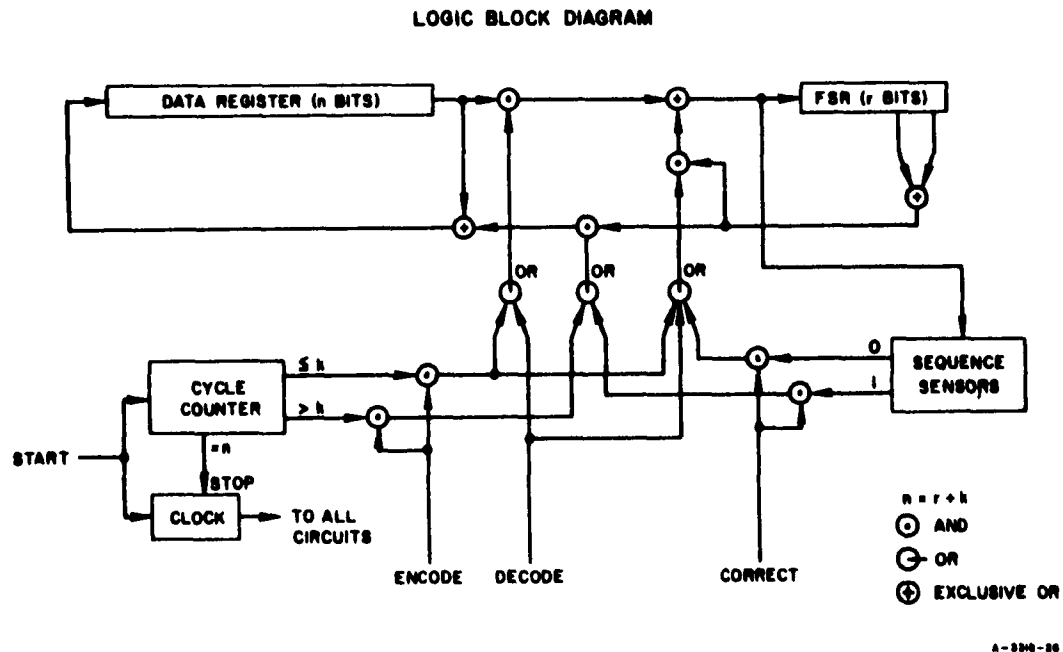 LOGIC BLOCK DIAGRAM
DATA REGISTER (n BITS)
FSR (r BITS)
OR
OR
OR
≤ k
> k
CYCLE
COUNTER
= n
START
STOP
CLOCK
TO ALL
CIRCUITS
0
1
SEQUENCE
SENSORS
ENCODE
DECODE
CORRECT
n = r + k
AND
OR
EXCLUSIVE OR